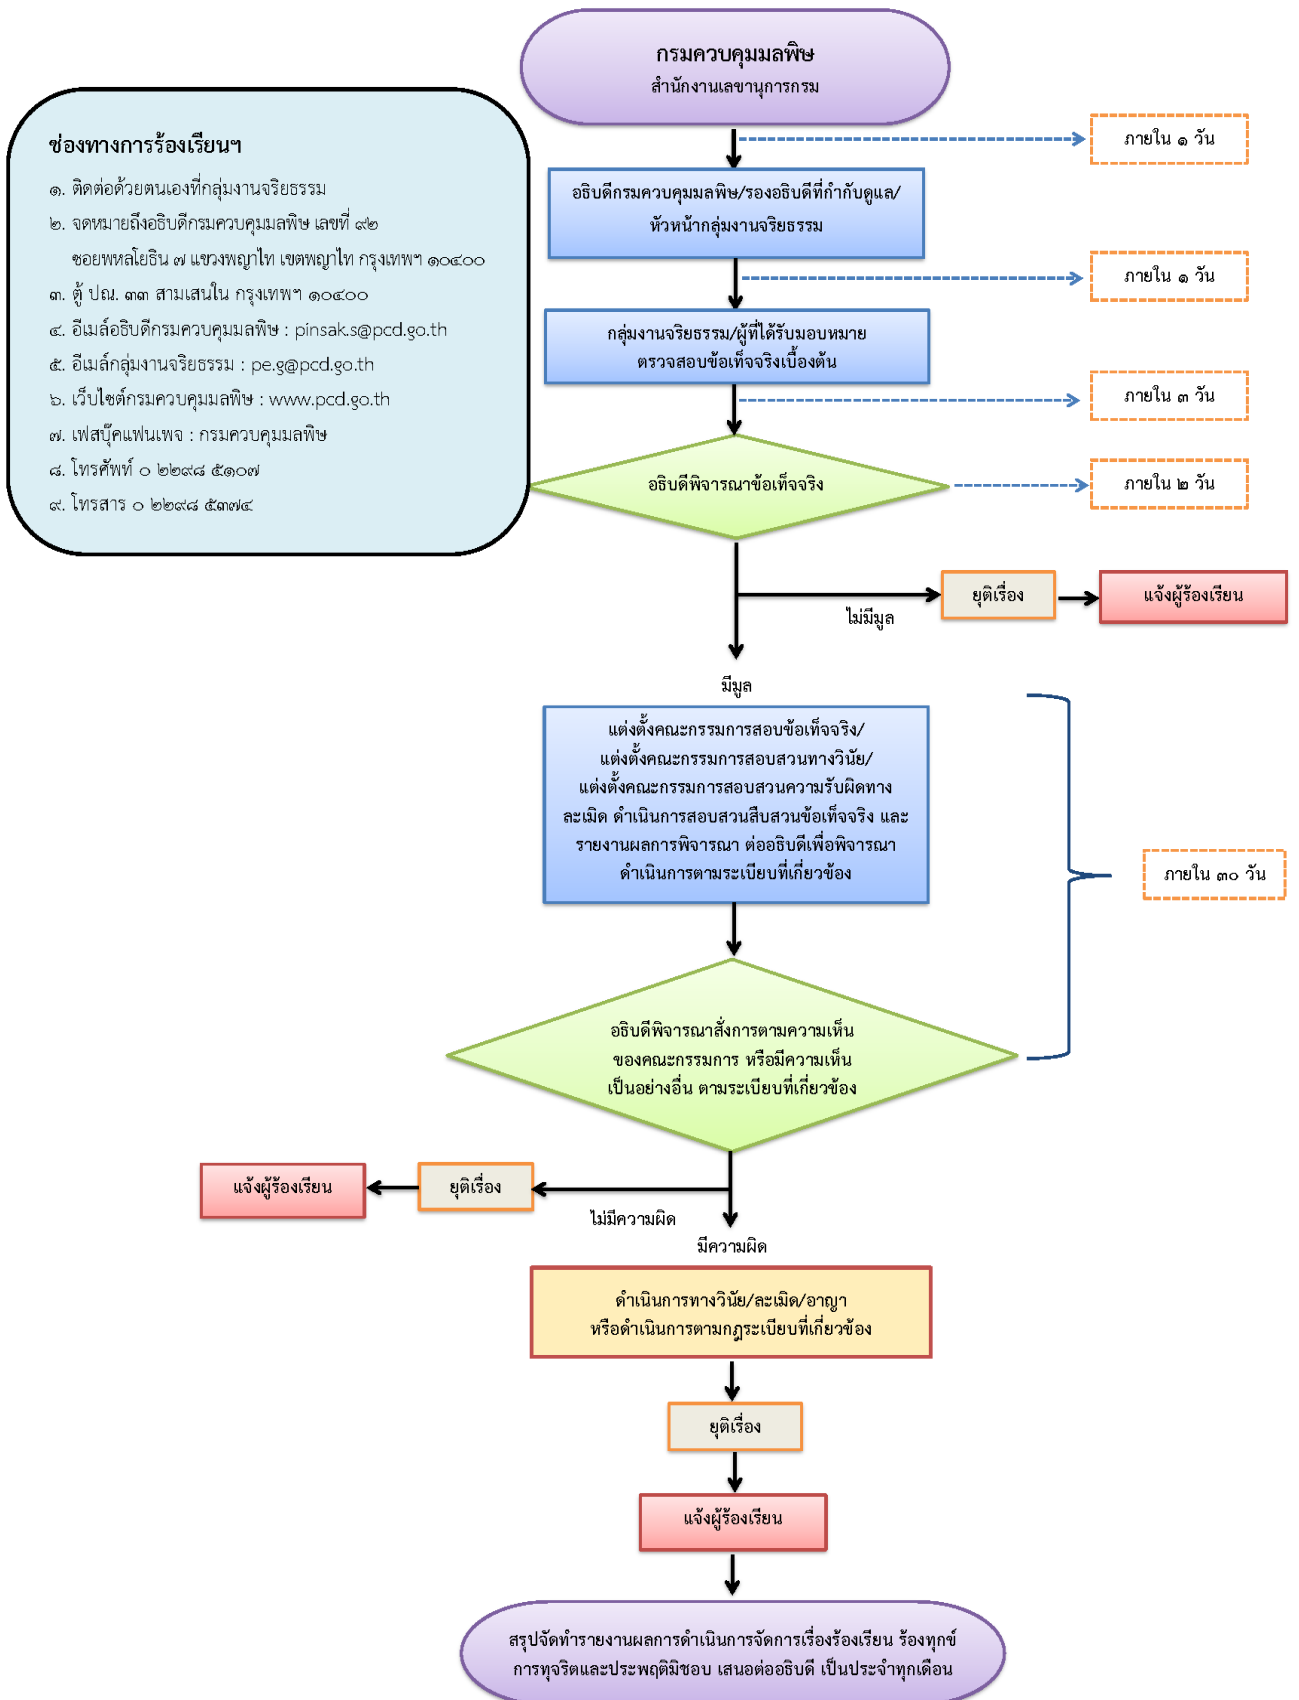 กรมควบคุมมลพิษ
สำนักงานเลขานุการกรม
ช่องทางการร้องเรียนฯ
๑. ติดต่อด้วยตนเองที่กลุ่มงานจริยธรรม
๒. จดหมายถึงอธิบดีกรมควบคุมมลพิษ เลขที่ ๙๒
ซอยพหลโยธิน ๗ แขวงพญาไท เขตพญาไท กรุงเทพฯ ๑๐๔๐๐
๓. ตู้ ปณ. ๓๓ สามเสนใน กรุงเทพฯ ๑๐๔๐๐
๔. อีเมล์อธิบดีกรมควบคุมมลพิษ : pinsak.s@pcd.go.th
๕. อีเมล์กลุ่มงานจริยธรรม : pe.g@pcd.go.th
๖. เว็บไซต์กรมควบคุมมลพิษ : www.pcd.go.th
๗. เฟสบุ๊คแฟนเพจ : กรมควบคุมมลพิษ
๘. โทรศัพท์ ๐ ๒๒๙๘ ๕๑๐๗
๙. โทรสาร ๐ ๒๒๙๘ ๕๓๗๔
ภายใน ๑ วัน
อธิบดีกรมควบคุมมลพิษ/รองอธิบดีที่กำกับดูแล/
หัวหน้ากลุ่มงานจริยธรรม
ภายใน ๑ วัน
กลุ่มงานจริยธรรม/ผู้ที่ได้รับมอบหมาย
ตรวจสอบข้อเท็จจริงเบื้องต้น
ภายใน ๓ วัน
อธิบดีพิจารณาข้อเท็จจริง
ภายใน ๒ วัน
ไม่มีมูล
ยุติเรื่อง
แจ้งผู้ร้องเรียน
มีมูล
แต่งตั้งคณะกรรมการสอบข้อเท็จจริง/
แต่งตั้งคณะกรรมการสอบสวนทางวินัย/
แต่งตั้งคณะกรรมการสอบสวนความรับผิดทาง
ละเมิด ดำเนินการสอบสวนสืบสวนข้อเท็จจริง และ
รายงานผลการพิจารณา ต่ออธิบดีเพื่อพิจารณา
ดำเนินการตามระเบียบที่เกี่ยวข้อง
ภายใน ๓๐ วัน
อธิบดีพิจารณาสั่งการตามความเห็น
ของคณะกรรมการ หรือมีความเห็น
เป็นอย่างอื่น ตามระเบียบที่เกี่ยวข้อง
แจ้งผู้ร้องเรียน
ยุติเรื่อง
ไม่มีความผิด
มีความผิด
ดำเนินการทางวินัย/ละเมิด/อาญา
หรือดำเนินการตามกฎระเบียบที่เกี่ยวข้อง
ยุติเรื่อง
แจ้งผู้ร้องเรียน
สรุปจัดทำรายงานผลการดำเนินการจัดการเรื่องร้องเรียน ร้องทุกข์
การทุจริตและประพฤติมิชอบ เสนอต่ออธิบดี เป็นประจำทุกเดือน